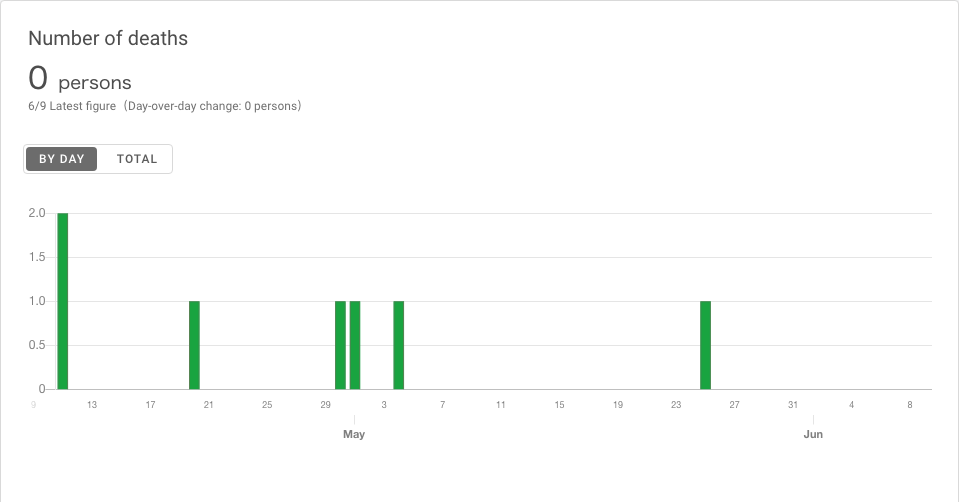 Number of deaths
0 persons
6/9 Latest figure (Day-over-day change: 0 persons)
BY DAY TOTAL
2.0
1.5
1.0
0.5
0
9 13 17 21 25 29 3 7 11 15 19 23 27 31 4 8
May Jun